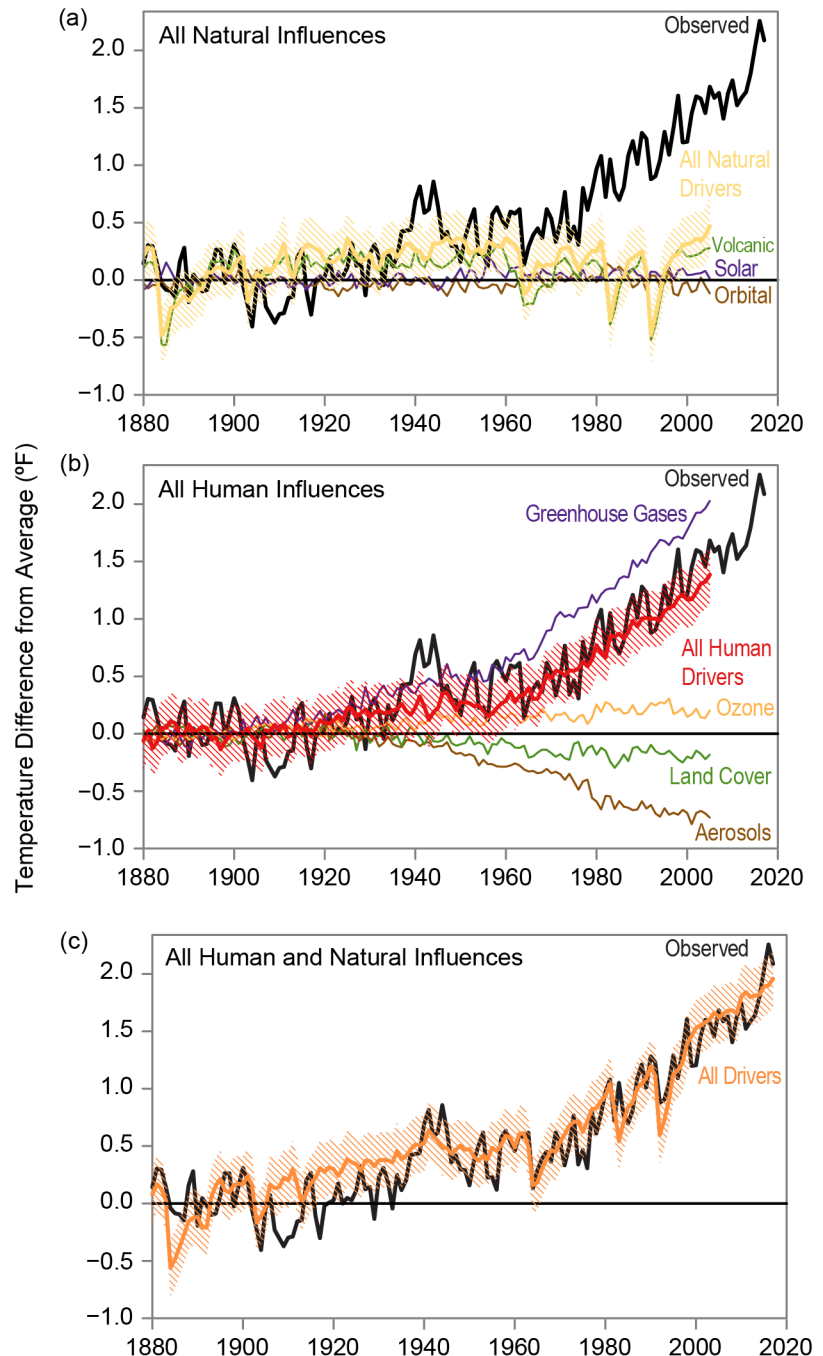 (a)
All Natural Influences
Observed
2.0
1.5
All Natural
1.0
Drivers
0.5
Volcanic
Solar
0.0
Orbital
−0.5
−1.0
1880 1900 1920 1940 1960 1980 2000 2020
Temperature Difference from Average (ºF)
(b)
All Human Influences
Observed
2.0
Greenhouse Gases
1.5
1.0
All Human
Drivers
0.5
Ozone
0.0
Land Cover
−0.5
Aerosols
−1.0
1880 1900 1920 1940 1960 1980 2000 2020
(c)
All Human and Natural Influences
Observed
2.0
1.5
All Drivers
1.0
0.5
0.0
−0.5
−1.0
1880 1900 1920 1940 1960 1980 2000 2020